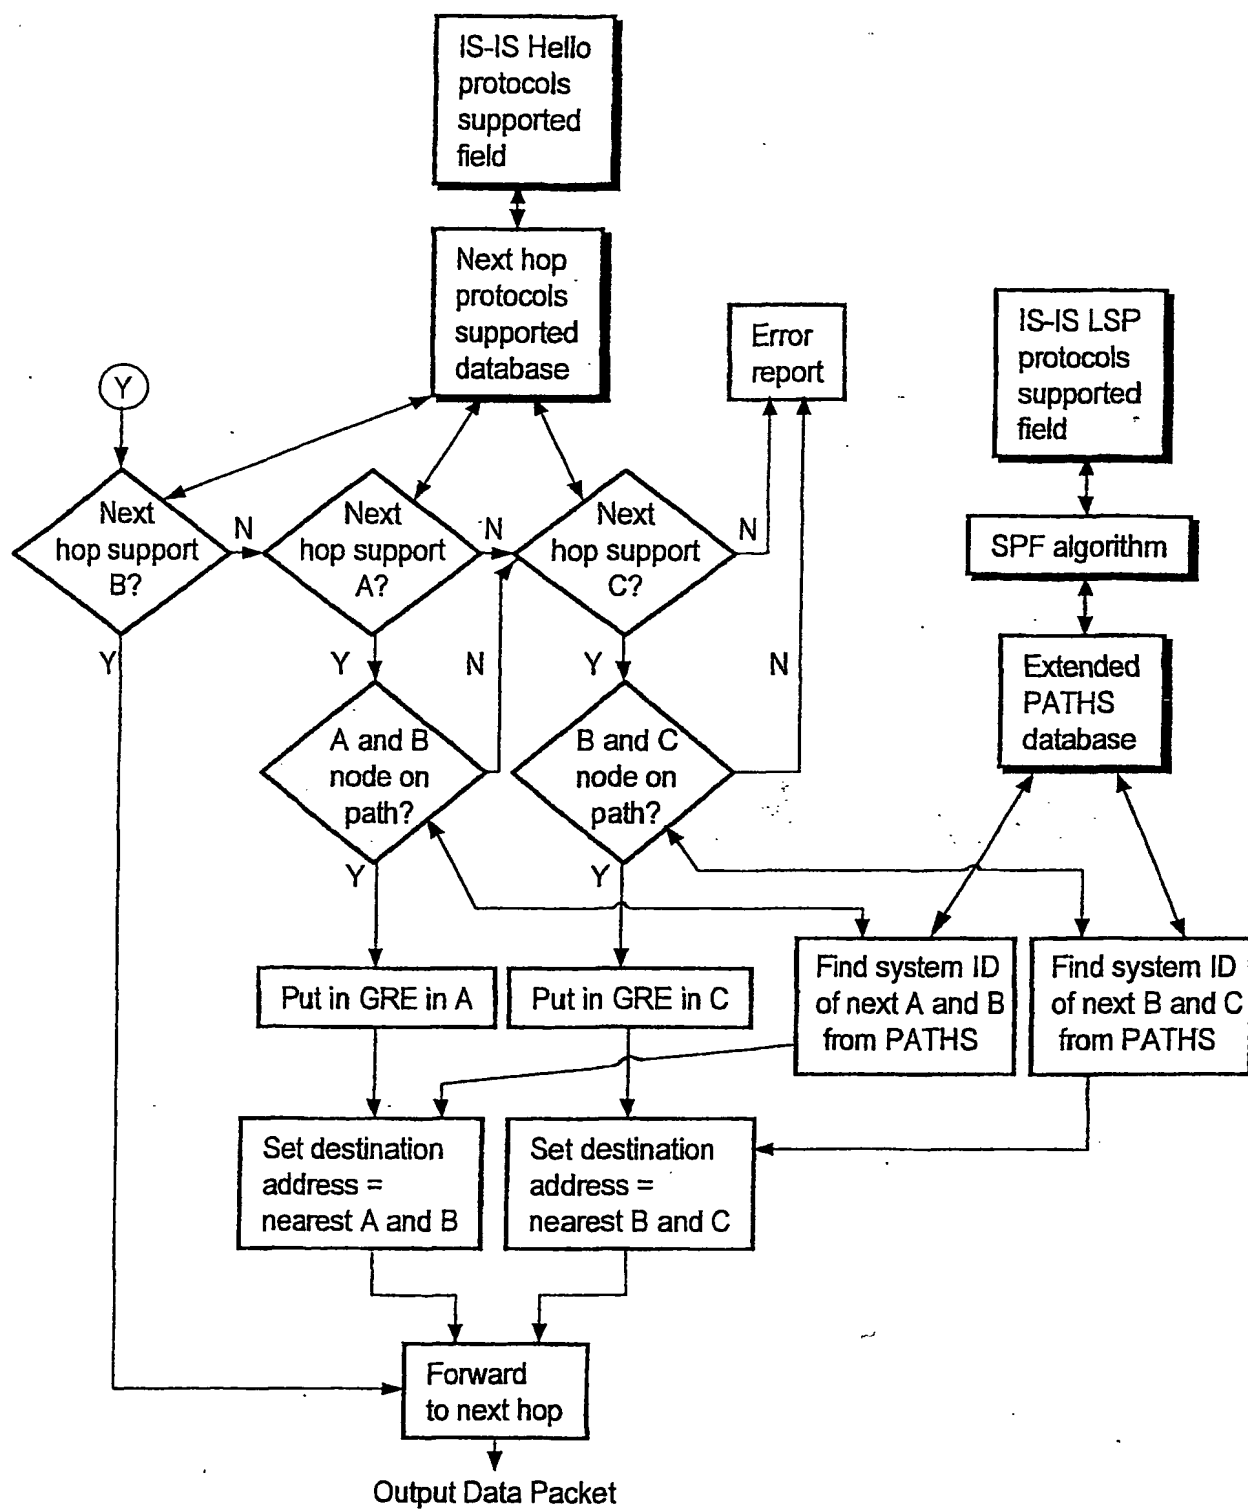 IS-IS Hello
protocols
supported
field
Next hop
protocols
supported
database
Error
report
IS-IS LSP
protocols
supported
field
Y
Next
hop support
B?
N
Next
hop support
A?
N
Next
hop support
C?
N
SPF algorithm
Y
Y
N
Y
N
Extended
PATHS
database
A and B
node on
path?
B and C
node on
path?
Y
Y
Put in GRE in A
Put in GRE in C
Find system ID
of next A and B
from PATHS
Find system ID
of next B and C
from PATHS
Set destination
address =
nearest A and B
Set destination
address =
nearest B and C
Forward
to next hop
Output Data Packet